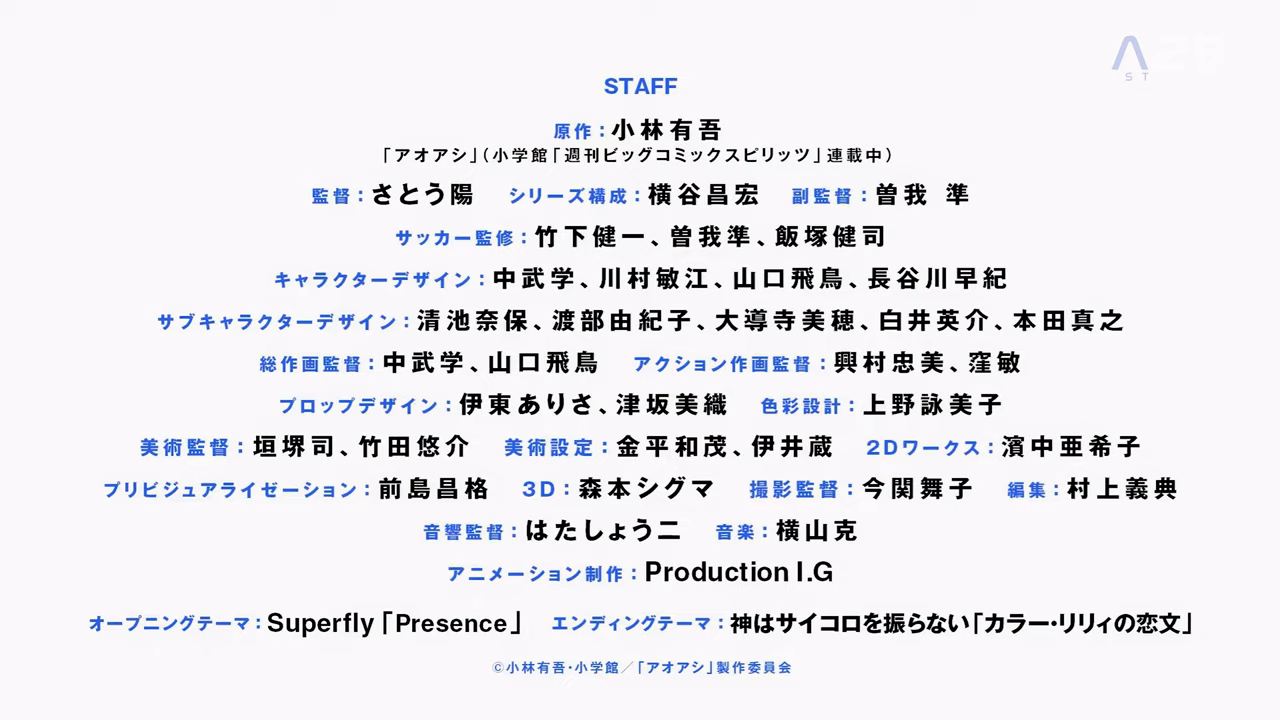 STAFF
原作：小林有吾
「アオアシ」（小学館「週刊ビッグコミックスピリッツ」連載中）
監督：さとう陽 シリーズ構成：横谷昌宏 副監督：曽我 準
サッカー監修：竹下健一、曽我準、飯塚健司
キャラクターデザイン：中武学、川村敏江、山口飛鳥、長谷川早紀
サブキャラクターデザイン：清池奈保、渡部由紀子、大導寺美穂、白井英介、本田真之
総作画監督：中武学、山口飛鳥 アクション作画監督：興村忠美、窪敏
プロップデザイン：伊東ありさ、津坂美織 色彩設計：上野詠美子
美術監督：垣堺司、竹田悠介 美術設定：金平和茂、伊井蔵 2Dワークス：濱中亜希子
プリビジュアライゼーション：前島昌格 3D：森本シグマ 撮影監督：今関舞子 編集：村上義典
音響監督：はたしょう二 音楽：横山克
アニメーション制作：Production I.G
オープニングテーマ：Superfly「Presence」 エンディングテーマ：神はサイコロを振らない「カラー・リリィの恋文」
©小林有吾・小学館／「アオアシ」製作委員会